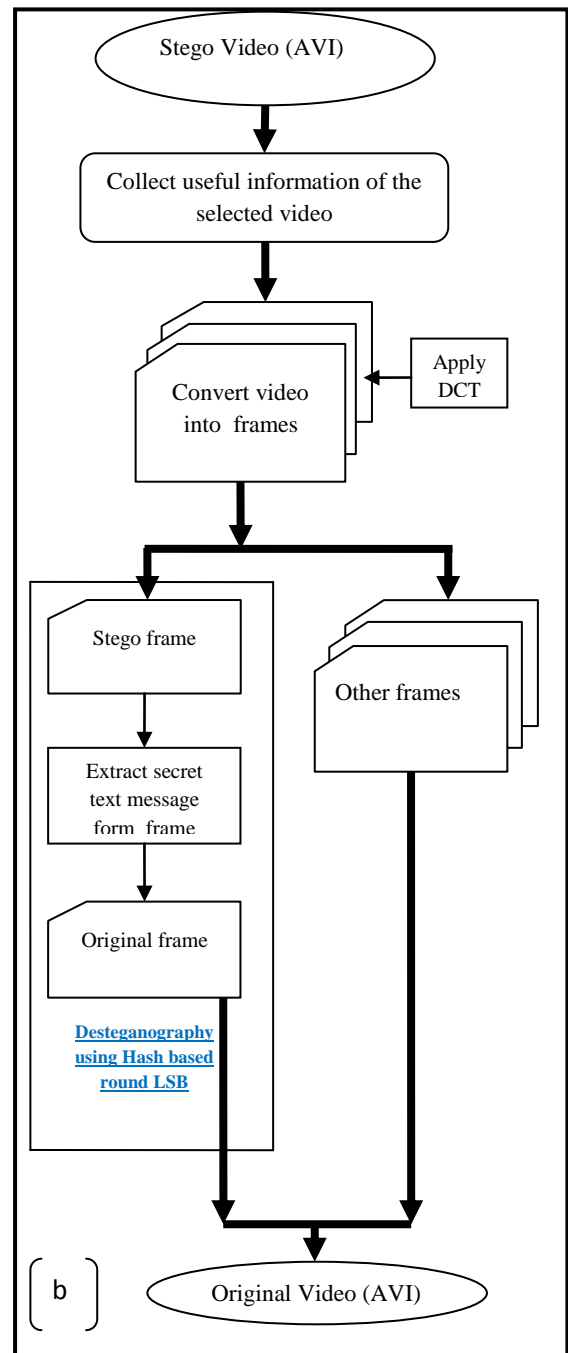 Stego Video (AVI)
Collect useful information of the
selected video
Convert video
into frames
Apply
DCT
Stego frame
Other frames
Extract secret
text message
form frame
Original frame
Desteganography
using Hash based
round LSB
b
Original Video (AVI)